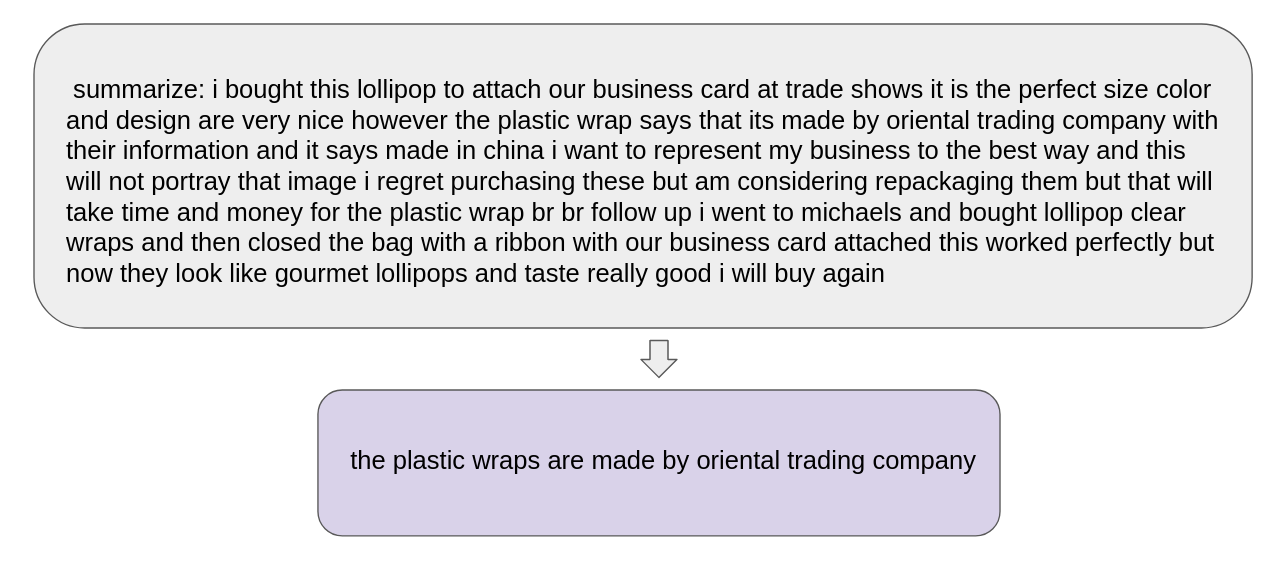 summarize: i bought this lollipop to attach our business card at trade shows it is the perfect size color
and design are very nice however the plastic wrap says that its made by oriental trading company with
their information and it says made in china i want to represent my business to the best way and this
will not portray that image i regret purchasing these but am considering repackaging them but that will
take time and money for the plastic wrap br br follow up i went to michaels and bought lollipop clear
wraps and then closed the bag with a ribbon with our business card attached this worked perfectly but
now they look like gourmet lollipops and taste really good i will buy again
the plastic wraps are made by oriental trading company